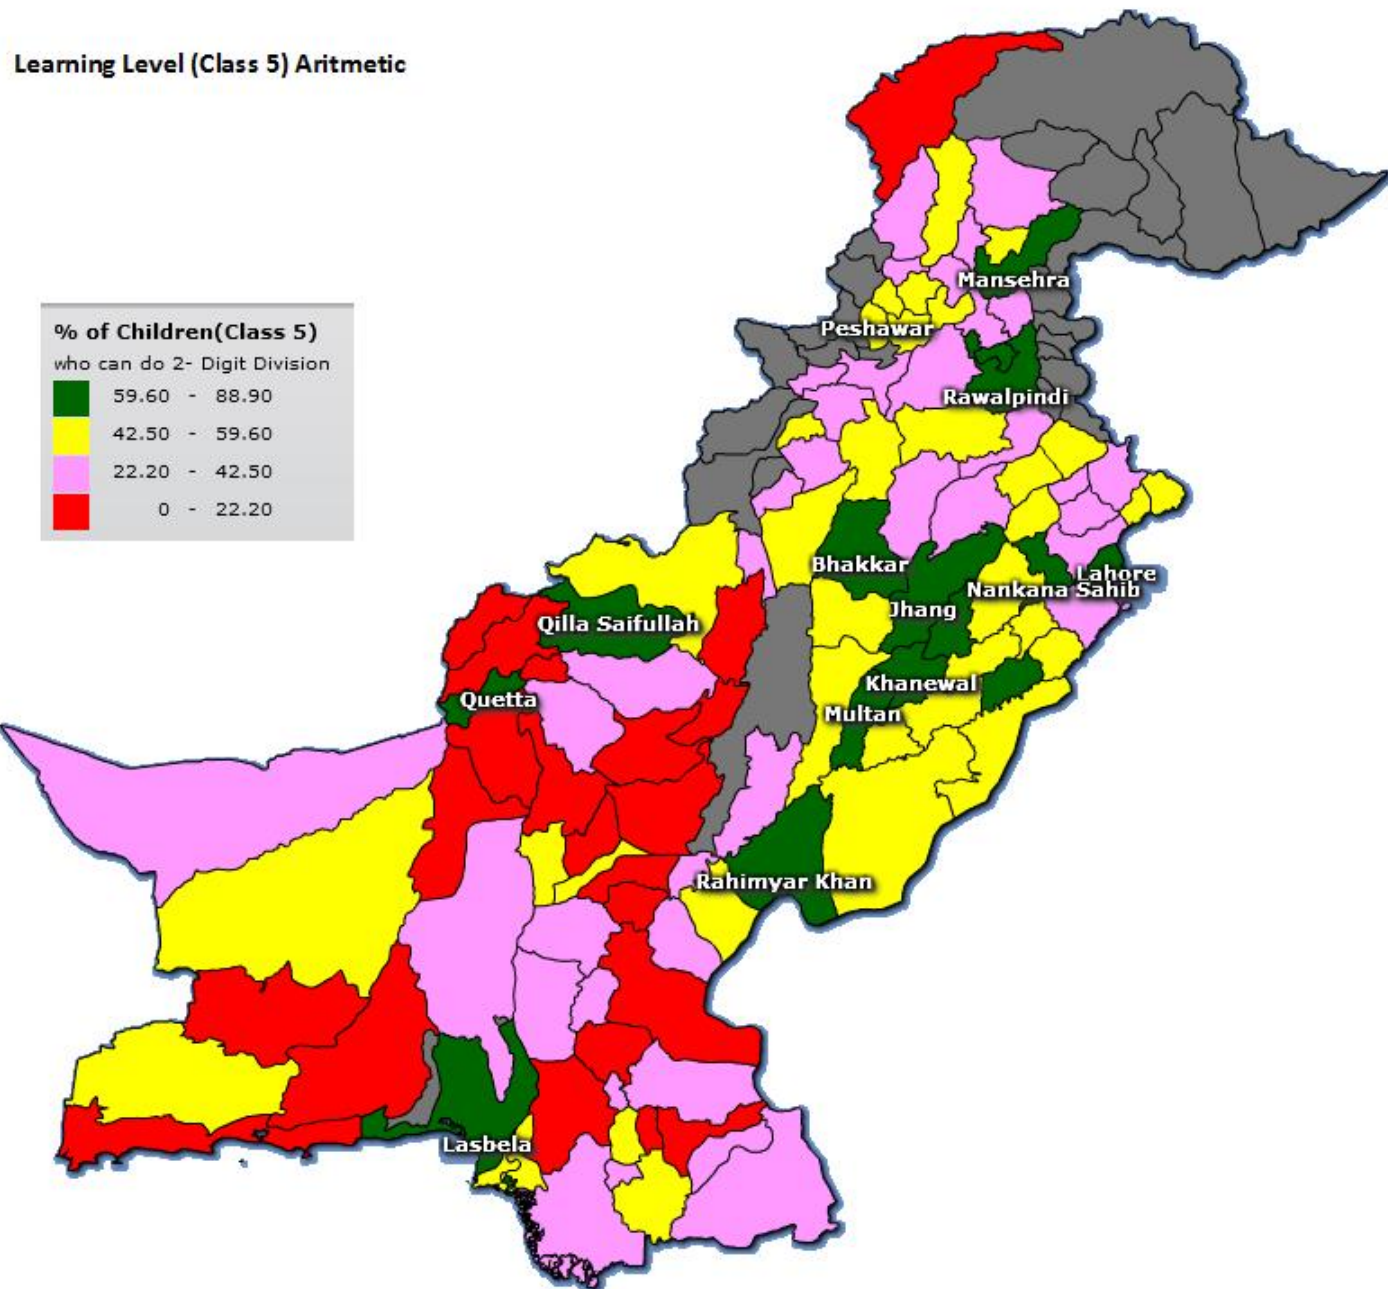 Learning Level (Class 5) Aritmetic
% of Children(Class 5)
who can do 2- Digit Division
59.60 - 88.90
42.50 - 59.60
22.20 - 42.50
0 - 22.20
Mansehra
Peshawar
Rawalpindi
Bhakkar
Lahore
Nankana Sahib
Jhang
Qilla Saifullah
Khanewal
Quetta
Multan
Rahimyar Khan
Lasbela